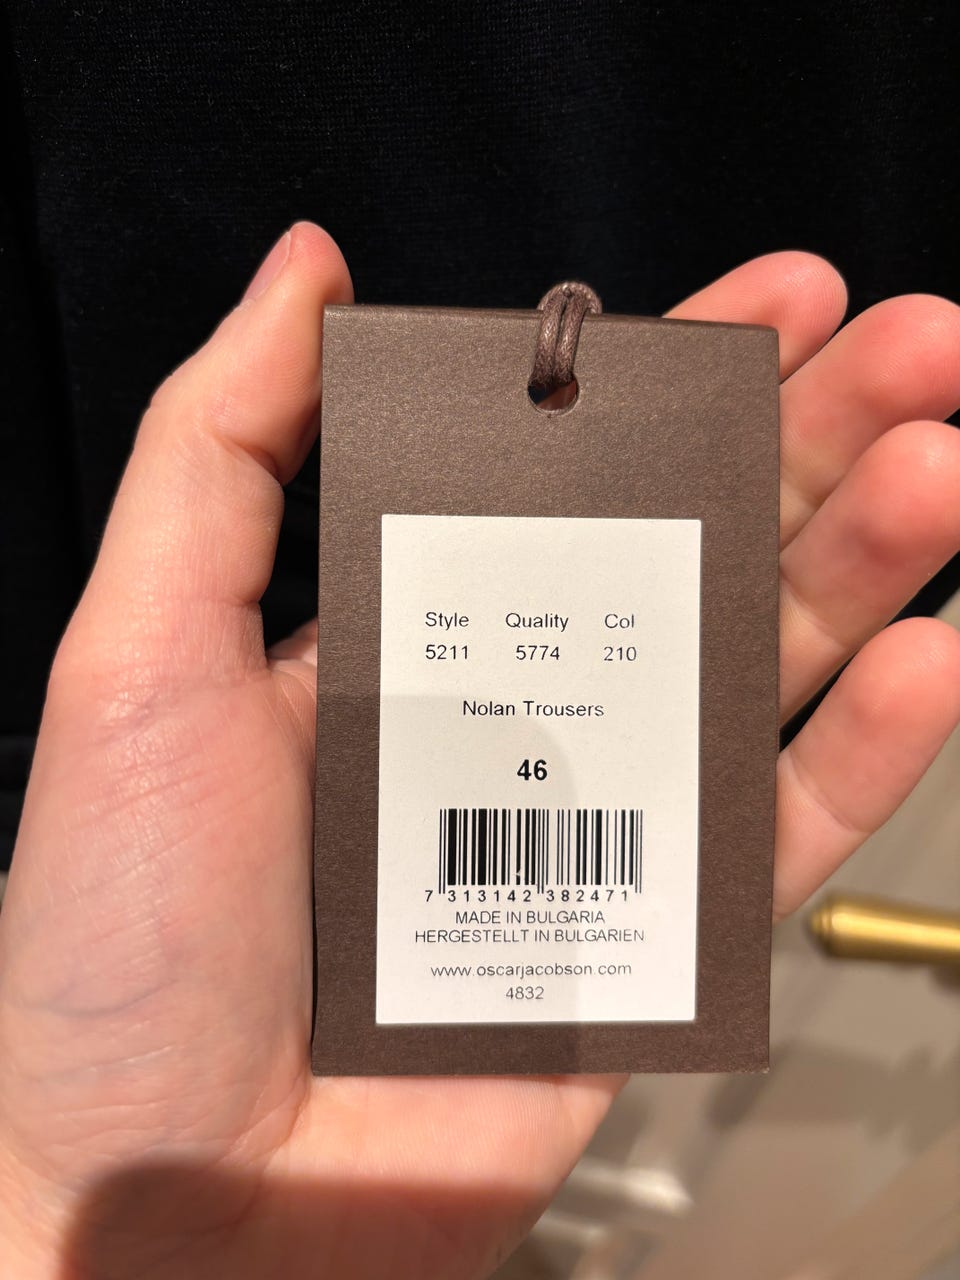 Style Quality Col
5211 5774 210
Nolan Trousers
46
7 313142 382471
MADE IN BULGARIA
HERGESTELLT IN BULGARIEN
www.oscarjacobson.com
4832